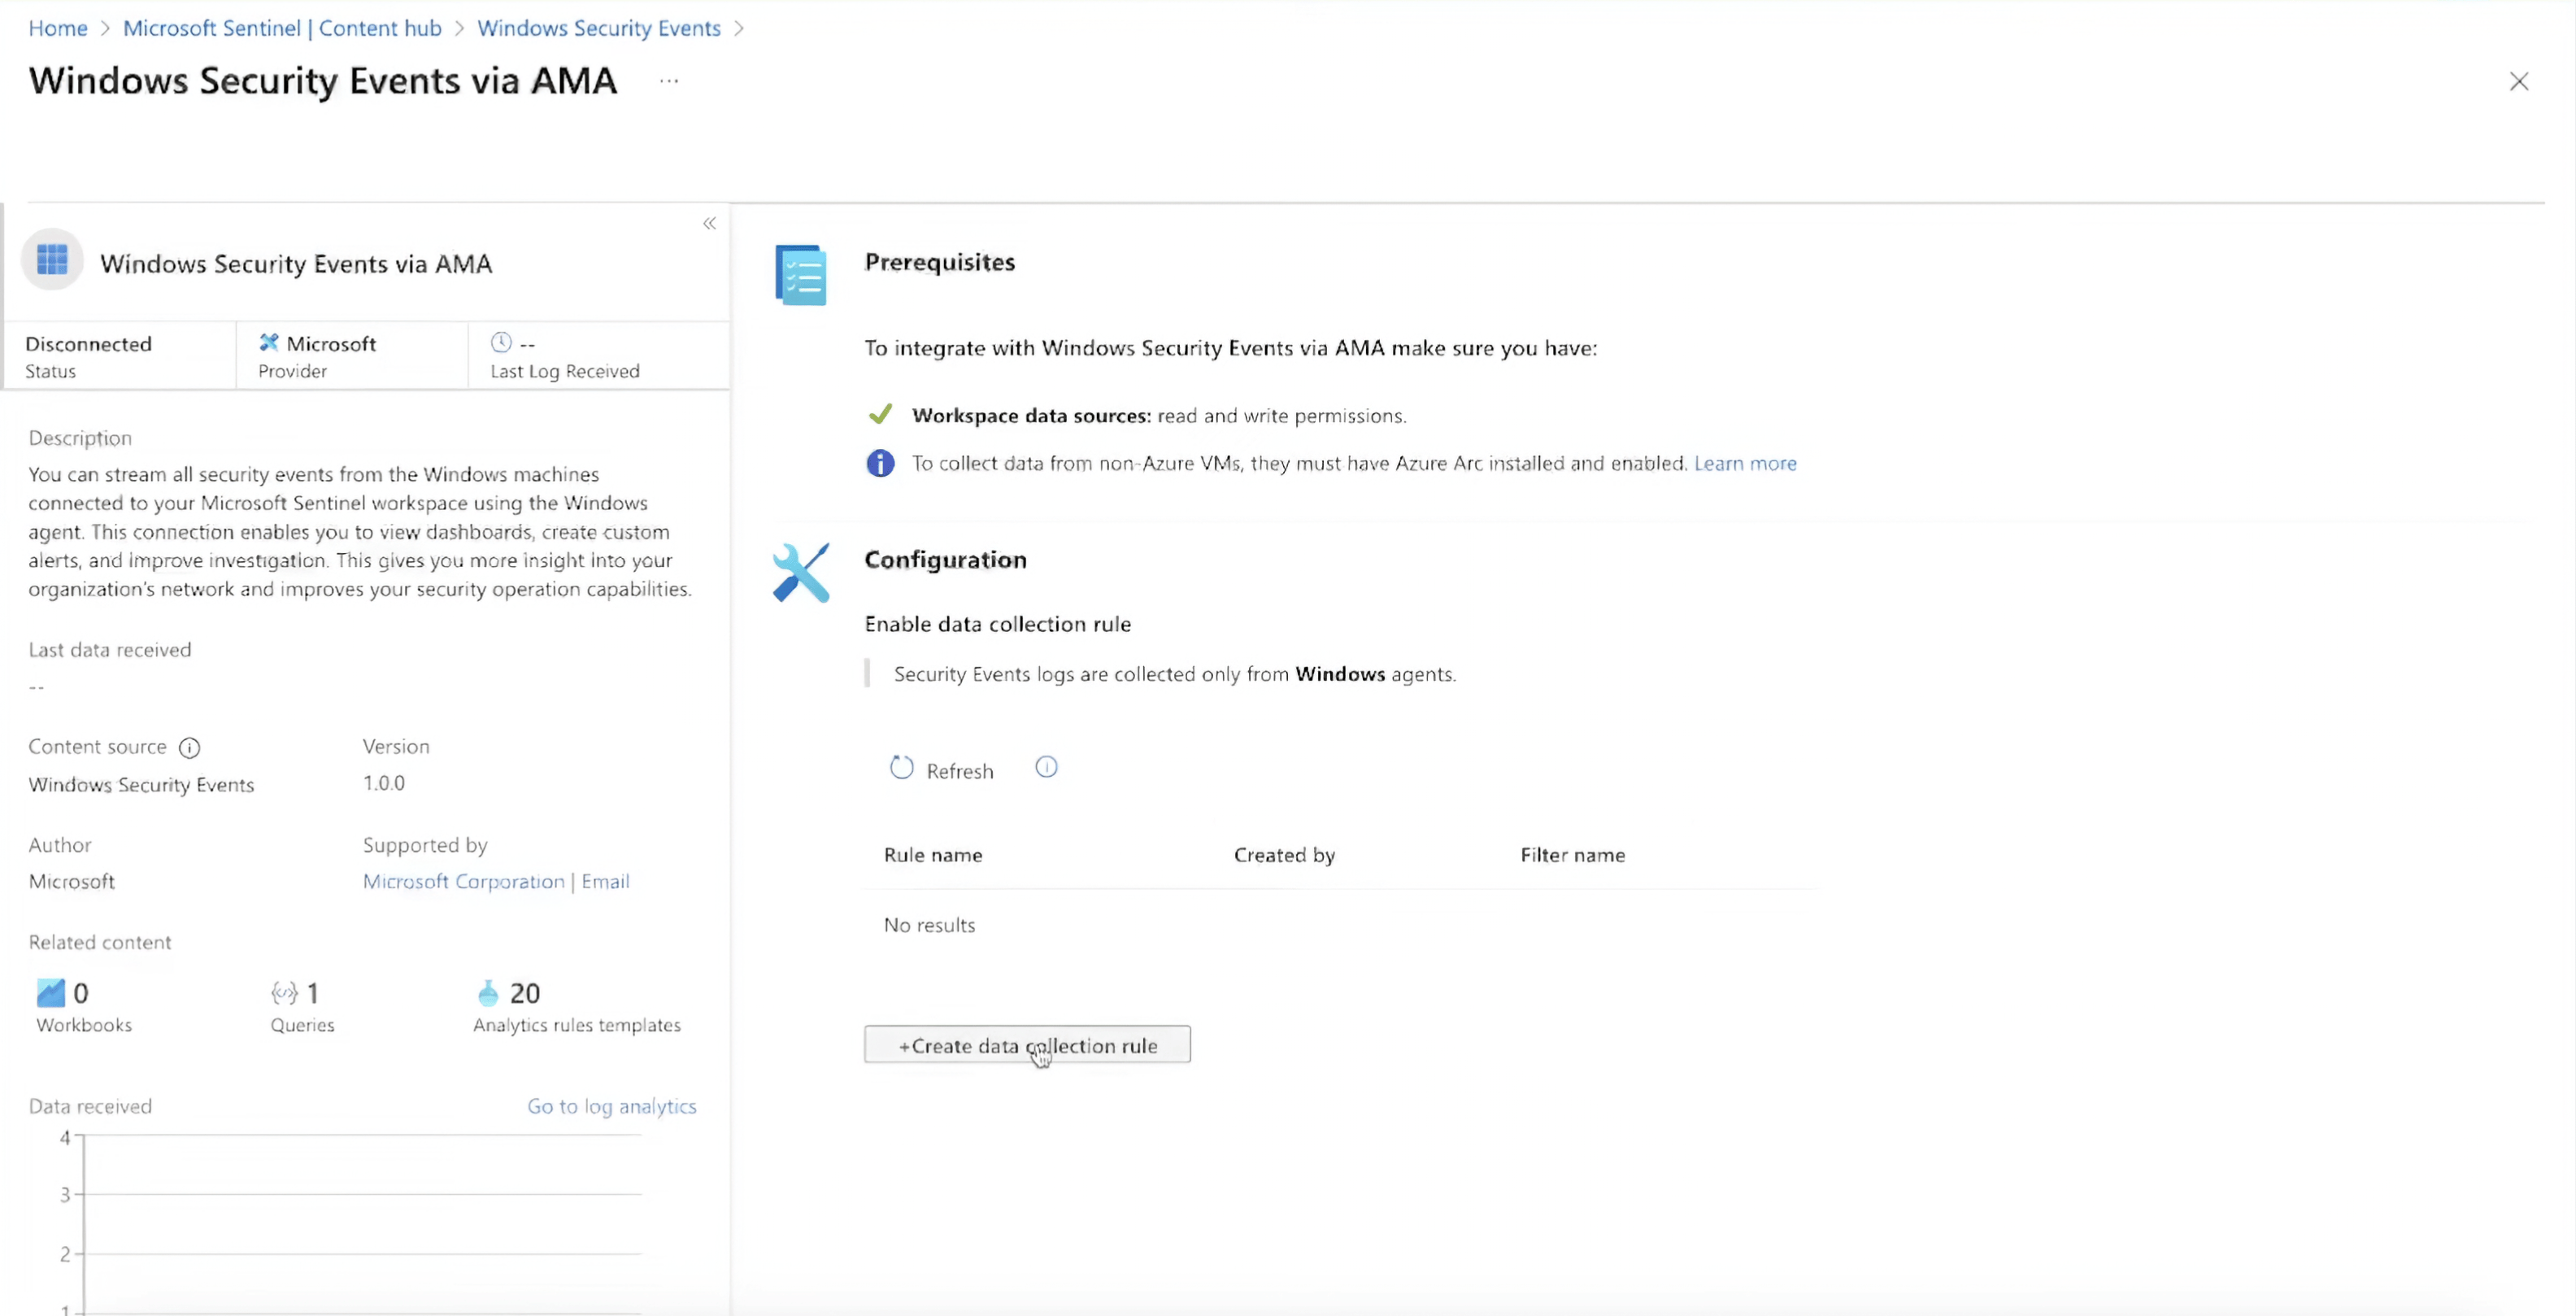 Home > Microsoft Sentinel | Content hub > Windows Security Events >
Windows Security Events via AMA ...
Windows Security Events via AMA
Disconnected
Status
Microsoft
Provider
--
Last Log Received
Description
You can stream all security events from the Windows machines
connected to your Microsoft Sentinel workspace using the Windows
agent. This connection enables you to view dashboards, create custom
alerts, and improve investigation. This gives you more insight into your
organization's network and improves your security operation capabilities.
Last data received
--
Content source
Windows Security Events
Version
1.0.0
Author
Microsoft
Supported by
Microsoft Corporation | Email
Related content
0
Workbooks
1
Queries
20
Analytics rules templates
Data received
Go to log analytics
4
3
2
1
Prerequisites
To integrate with Windows Security Events via AMA make sure you have:
Workspace data sources: read and write permissions.
To collect data from non-Azure VMs, they must have Azure Arc installed and enabled. Learn more
Configuration
Enable data collection rule
Security Events logs are collected only from Windows agents.
Refresh
Rule name Created by Filter name
No results
+Create data collection rule